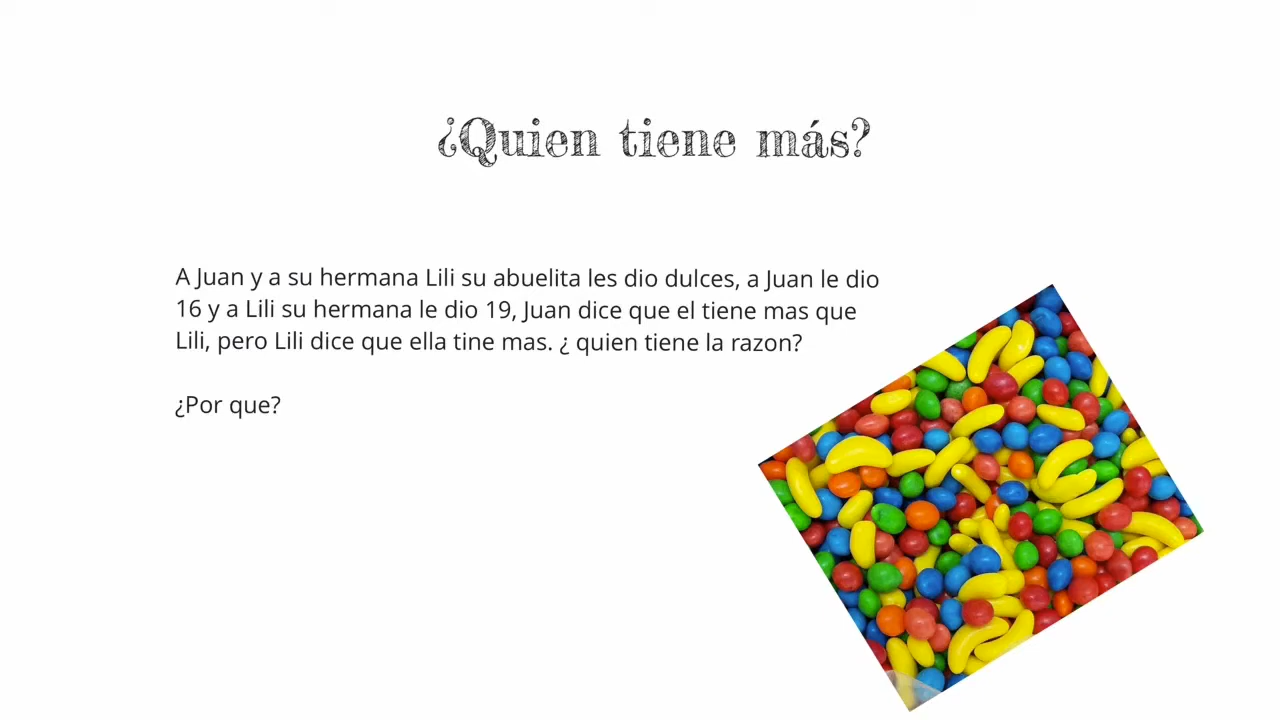 ¿Quien tiene más?
A Juan y a su hermana Lili su abuelita les dio dulces, a Juan le dio
16 y a Lili su hermana le dio 19, Juan dice que el tiene mas que
Lili, pero Lili dice que ella tine mas. ¿ quien tiene la razon?
¿Por que?